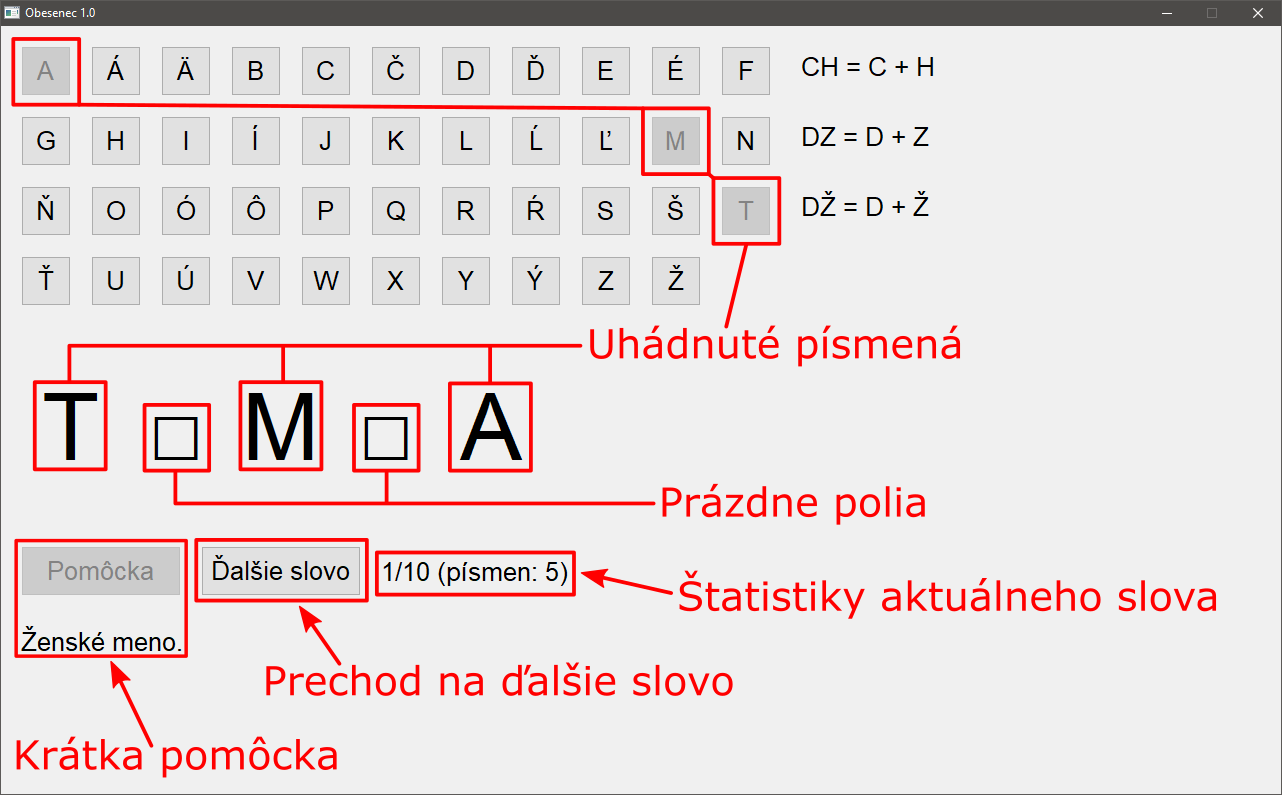 Obesenec 1.0
A Á Ä B C Č D Ď E É F CH = C + H
G H I Í J K L Ĺ Ľ M N DZ = D + Z
Ň O Ó Ô P Q R Ŕ S Š T DŽ = D + Ž
Ť U Ú V W X Y Ý Z Ž
Uhádnuté písmená
T □ M □ A
Prázdne polia
Pomôcka Ďalšie slovo 1/10 (písmen: 5)
Štatistiky aktuálneho slova
Ženské meno.
Prechod na ďalšie slovo
Krátka pomôcka